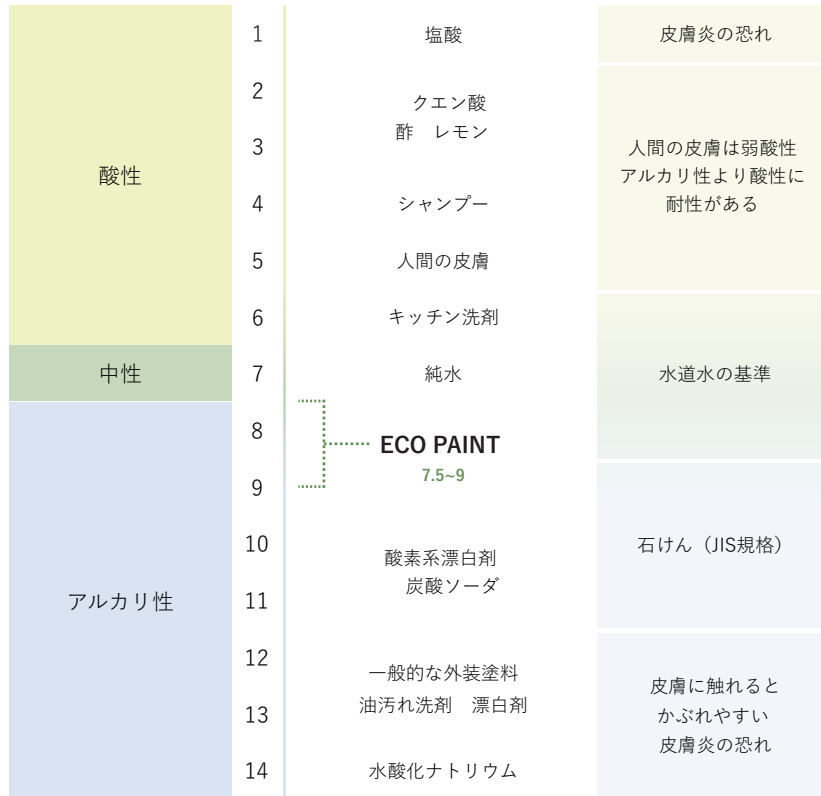 1
塩酸
皮膚炎の恐れ
2
クエン酸
酢　レモン
3
人間の皮膚は弱酸性
アルカリ性より酸性に
耐性がある
酸性
4
シャンプー
5
人間の皮膚
6
キッチン洗剤
中性
7
純水
水道水の基準
8
ECO PAINT
7.5~9
9
10
石けん（JIS規格）
酸素系漂白剤
炭酸ソーダ
アルカリ性
11
12
一般的な外装塗料
油汚れ洗剤　漂白剤
皮膚に触れると
かぶれやすい
皮膚炎の恐れ
13
14
水酸化ナトリウム